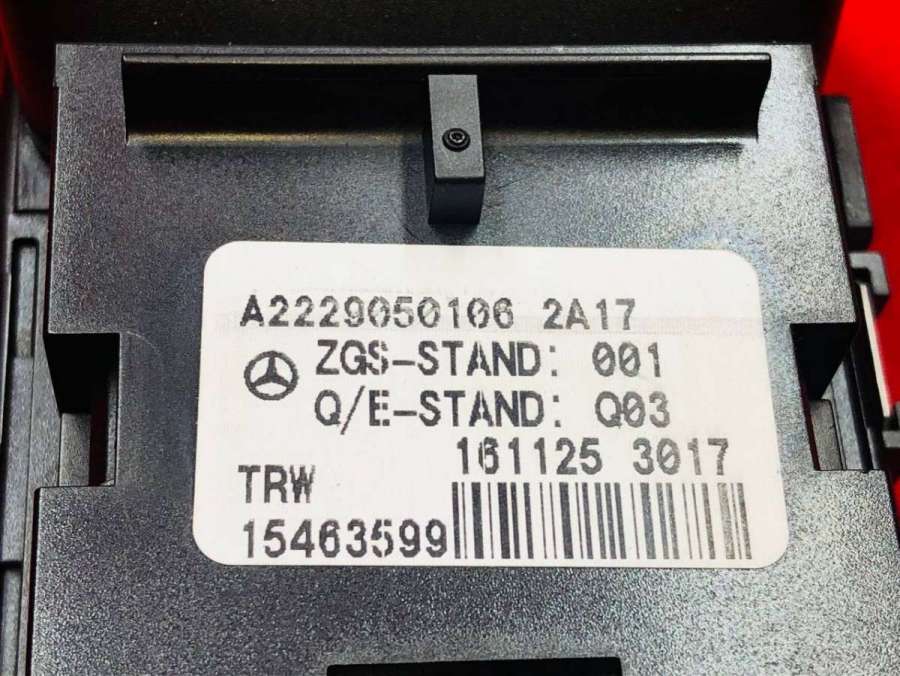 A2229050106 2A17
ZGS-STAND: 001
Q/E-STAND: Q03
161125 3017
TRW
15463599